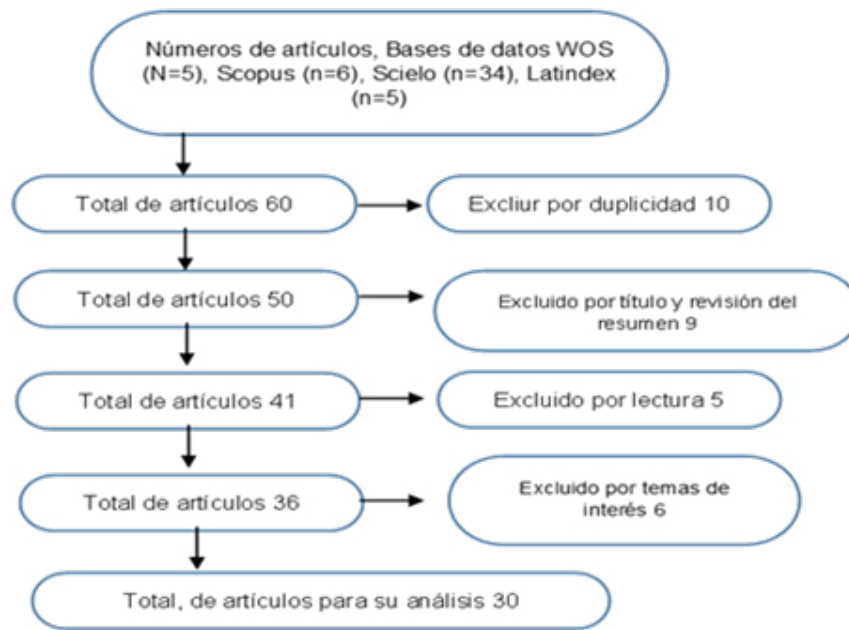 Números de artículos, Bases de datos WOS
(N=5), Scopus (n=6), Scielo (n=34), Latindex
(n=5)
Total de artículos 60
Excliur por duplicidad 10
Total de artículos 50
Excluido por título y revisión del
resumen 9
Total de artículos 41
Excluido por lectura 5
Total de artículos 36
Excluido por temas de
interés 6
Total, de artículos para su análisis 30